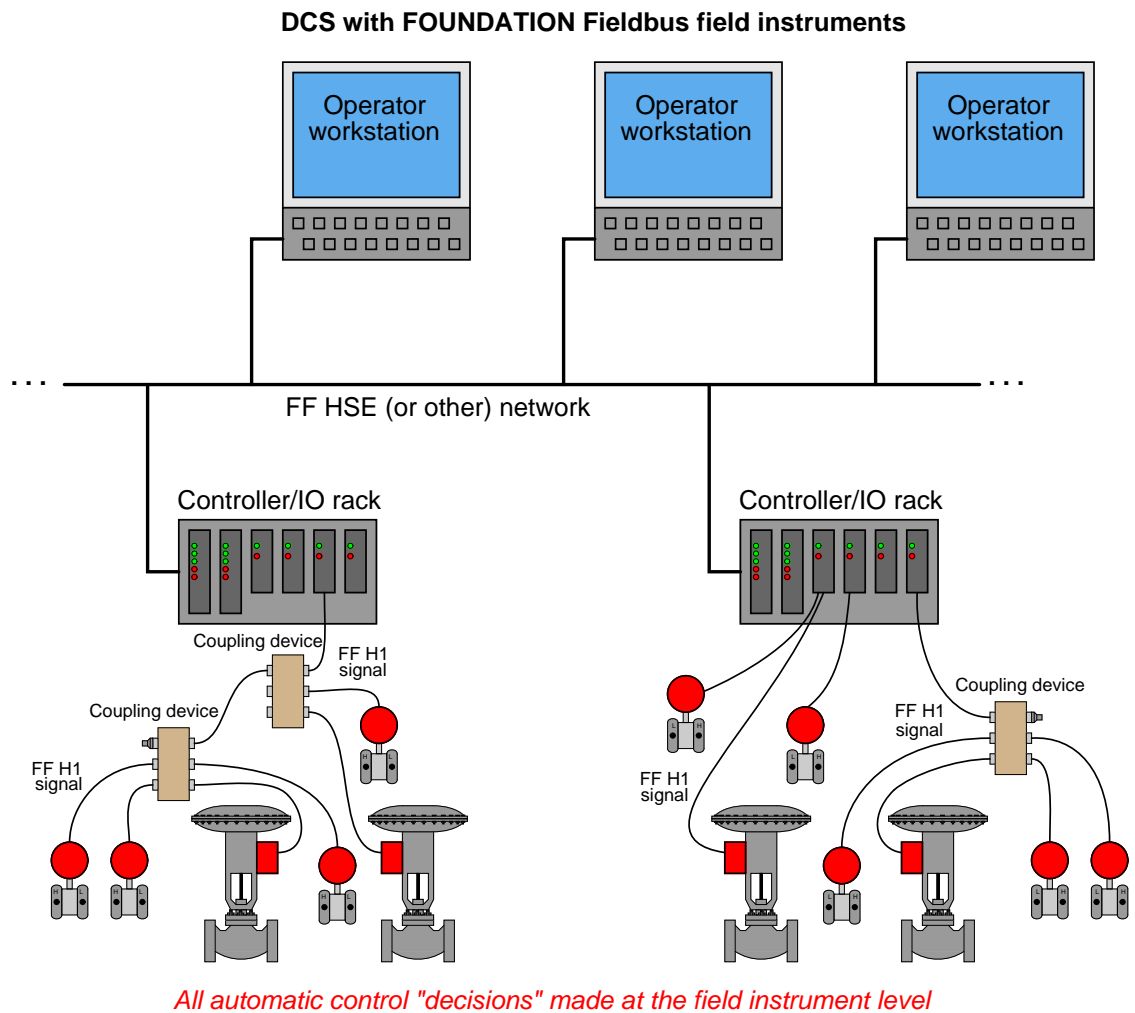 DCS with FOUNDATION Fieldbus field instruments
Operator
workstation
Operator
workstation
Operator
workstation
. . .
. . .
FF HSE (or other) network
Controller/IO rack
Controller/IO rack
Coupling device
FF H1
signal
Coupling device
FF H1
signal
Coupling device
FF H1
signal
FF H1
signal
H L
H L
H L
H L
L H
L H
L H
H L
H L
All automatic control "decisions" made at the field instrument level